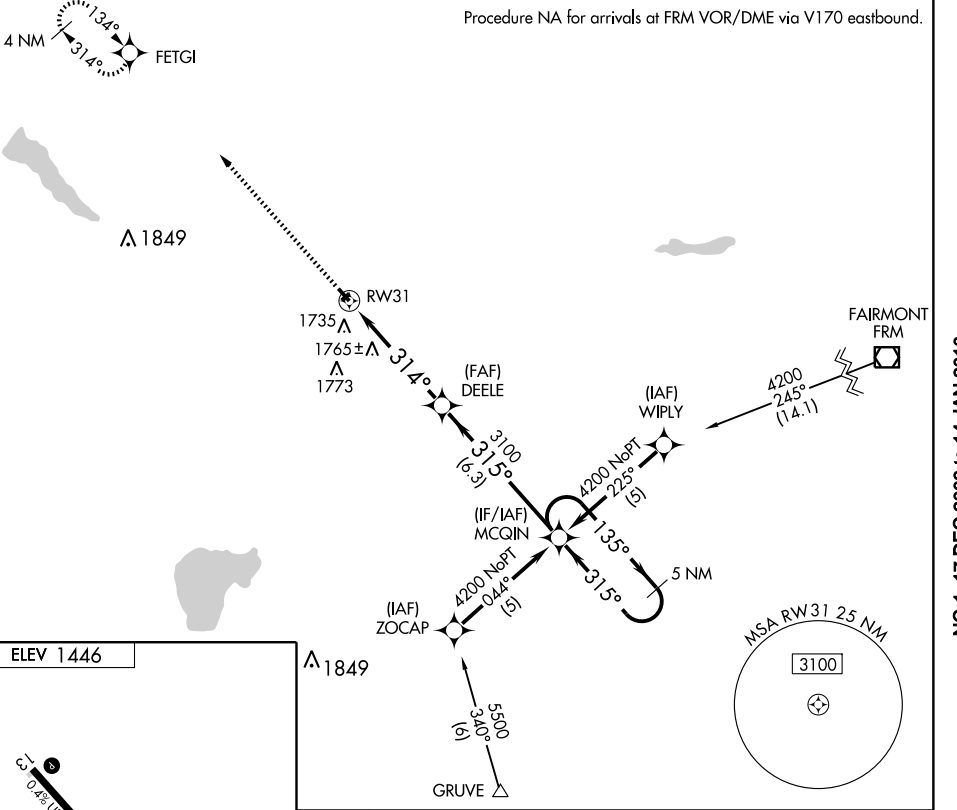 Procedure NA for arrivals at FRM VOR/DME via V170 eastbound.
134°
4 NM
314°
FETGI
1849
RW31
1735
1765±
1773
314°
FAIRMONT
FRM
4200
245°
(14.1)
(FAF)
DEELE
(IAF)
WIPLY
3100
315°
(6.3)
4200 NoPT
225°
(5)
(IF/IAF)
MCQIN
135°
315°
5 NM
4200 NoPT
044°
(5)
(IAF)
ZOCAP
MSA RW31 25 NM
3100
ELEV 1446
1849
5500
340°
(6)
GRUVE
13
P